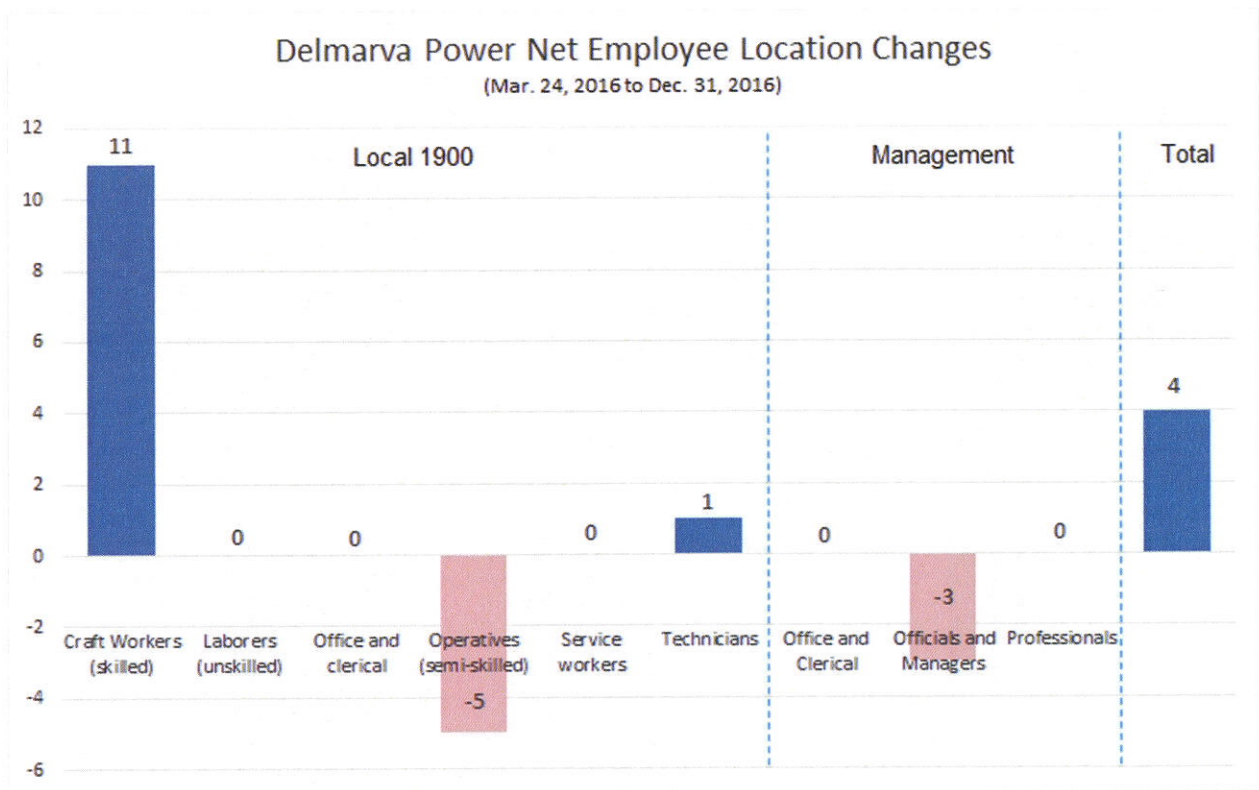 Delmarva Power Net Employee Location Changes
(Mar. 24, 2016 to Dec. 31, 2016)
12
10
8
6
4
2
0
-2
-4
-6
Local 1900
Management
Total
11
0
0
-5
0
1
0
-3
0
4
Craft Workers
(skilled)
Laborers
(unskilled)
Office and
clerical
Operatives
(semi-skilled)
Service
workers
Technicians
Office and
Clerical
Officials and
Managers
Professionals